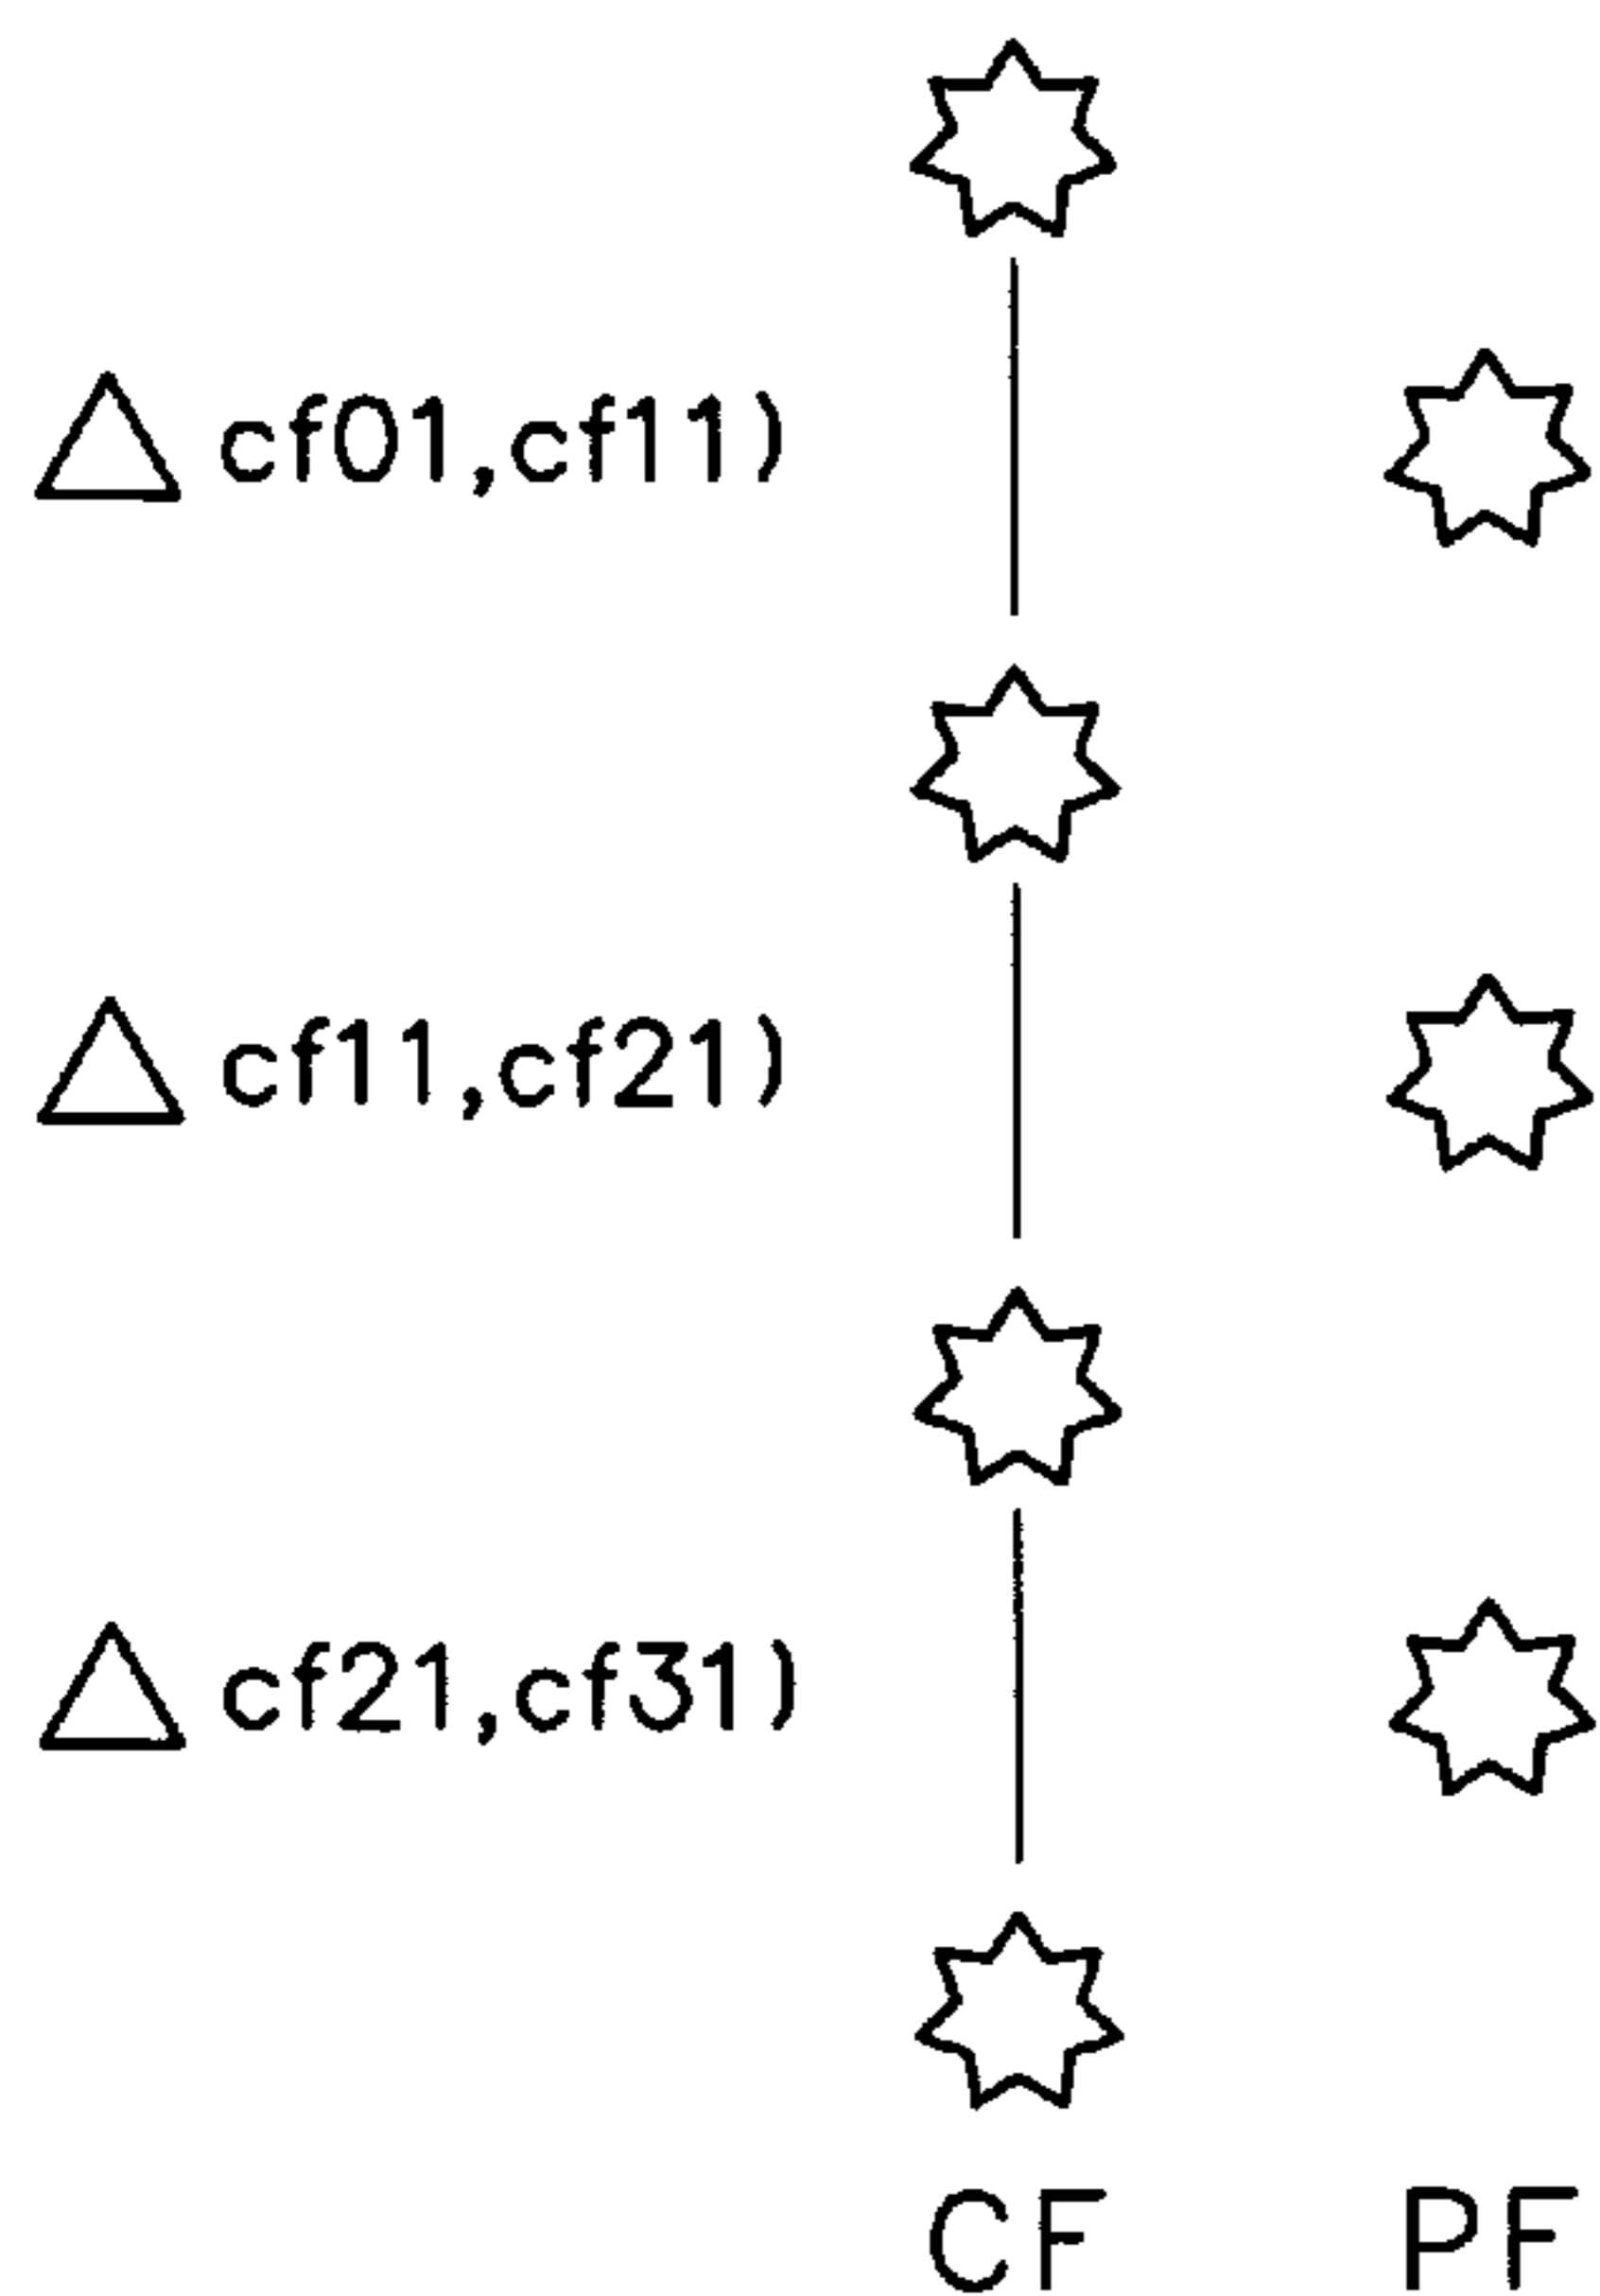 △ cf01,cf11)
△ cf11,cf21)
△ cf21,cf31)
CF PF